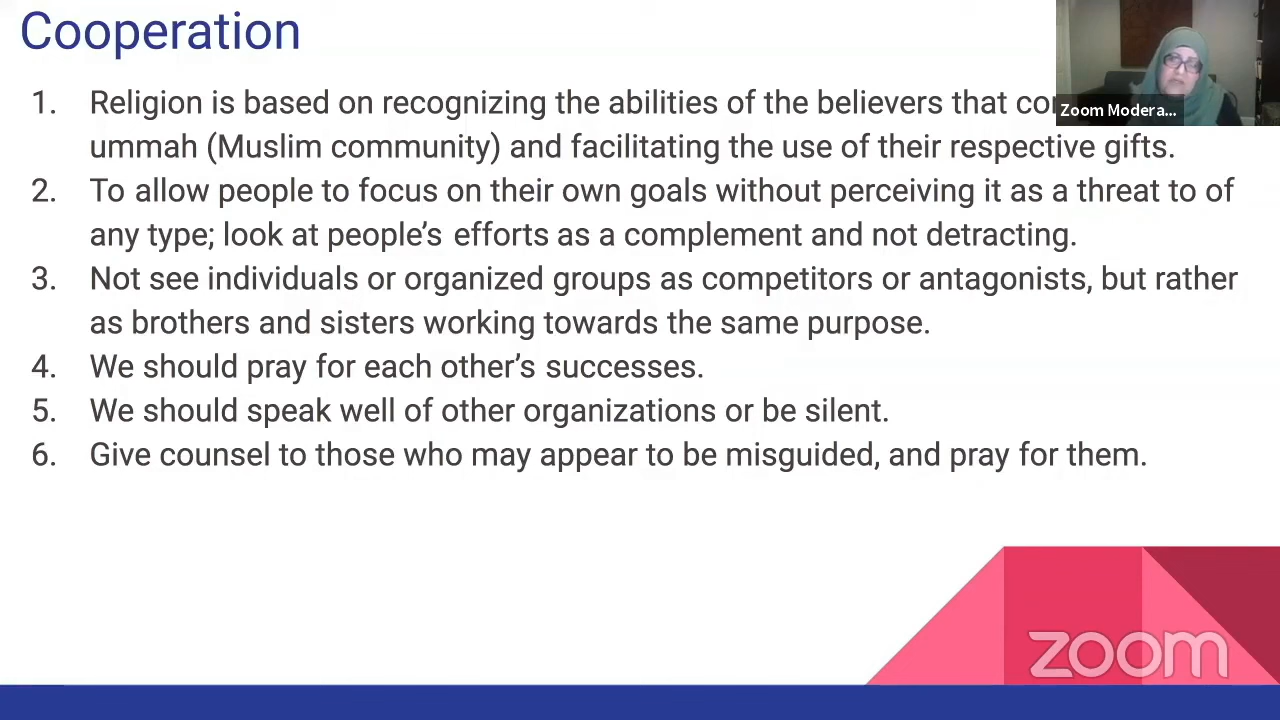 Cooperation
1. Religion is based on recognizing the abilities of the believers that
ummah (Muslim community) and facilitating the use of their respective gifts.
2. To allow people to focus on their own goals without perceiving it as a threat to of
any type; look at people’s efforts as a complement and not detracting.
3. Not see individuals or organized groups as competitors or antagonists, but rather
as brothers and sisters working towards the same purpose.
4. We should pray for each other’s successes.
5. We should speak well of other organizations or be silent.
6. Give counsel to those who may appear to be misguided, and pray for them.
Zoom Modera...
zoom